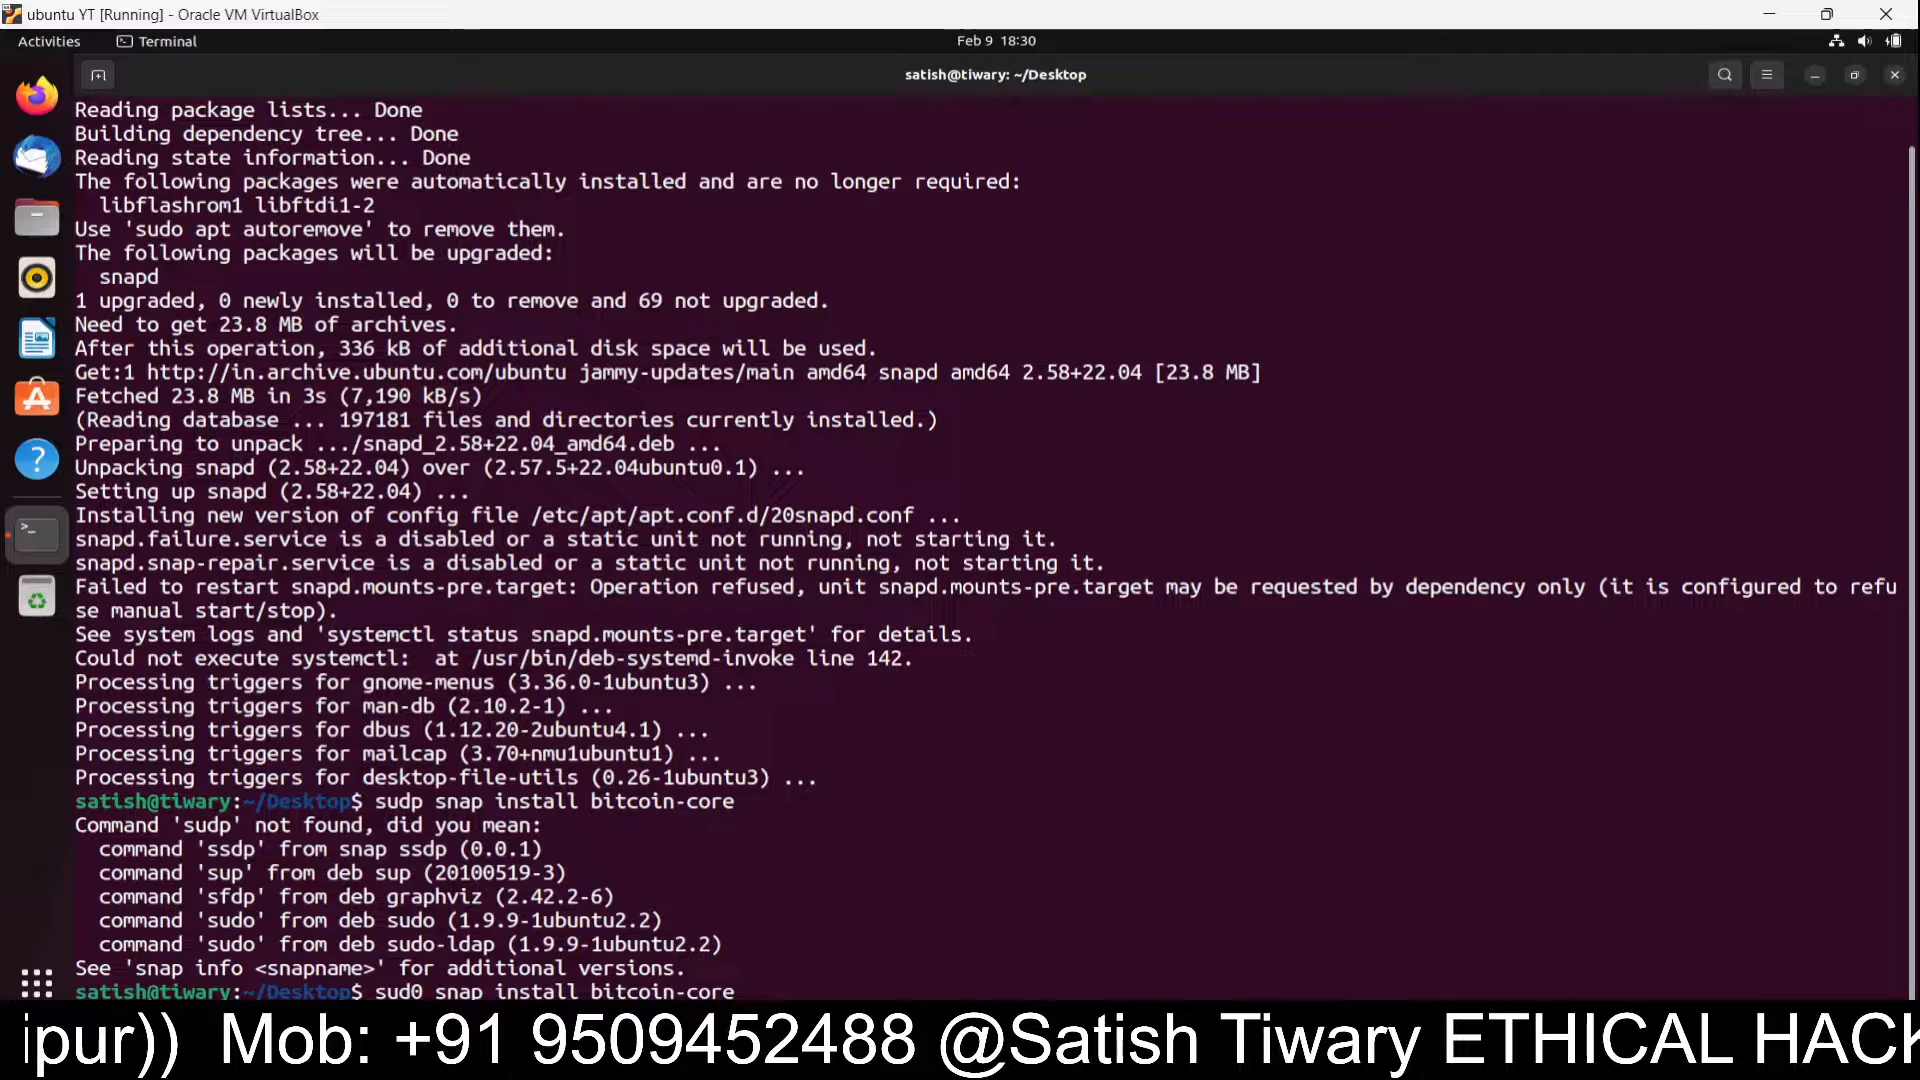 ubuntu YT [Running] - Oracle VM VirtualBox
Activities Terminal Feb 9 18:30
satish@tiwary: ~/Desktop
Reading package lists... Done
Building dependency tree... Done
Reading state information... Done
The following packages were automatically installed and are no longer required:
  libflashrom1 libftdi1-2
Use 'sudo apt autoremove' to remove them.
The following packages will be upgraded:
  snapd
1 upgraded, 0 newly installed, 0 to remove and 69 not upgraded.
Need to get 23.8 MB of archives.
After this operation, 336 kB of additional disk space will be used.
Get:1 http://in.archive.ubuntu.com/ubuntu jammy-updates/main amd64 snapd amd64 2.58+22.04 [23.8 MB]
Fetched 23.8 MB in 3s (7,190 kB/s)
(Reading database ... 197181 files and directories currently installed.)
Preparing to unpack .../snapd_2.58+22.04_amd64.deb ...
Unpacking snapd (2.58+22.04) over (2.57.5+22.04ubuntu0.1) ...
Setting up snapd (2.58+22.04) ...
Installing new version of config file /etc/apt/apt.conf.d/20snapd.conf ...
snapd.failure.service is a disabled or a static unit not running, not starting it.
snapd.snap-repair.service is a disabled or a static unit not running, not starting it.
Failed to restart snapd.mounts-pre.target: Operation refused, unit snapd.mounts-pre.target may be requested by dependency only (it is configured to refu
se manual start/stop).
See system logs and 'systemctl status snapd.mounts-pre.target' for details.
Could not execute systemctl:  at /usr/bin/deb-systemd-invoke line 142.
Processing triggers for gnome-menus (3.36.0-1ubuntu3) ...
Processing triggers for man-db (2.10.2-1) ...
Processing triggers for dbus (1.12.20-2ubuntu4.1) ...
Processing triggers for mailcap (3.70+nmu1ubuntu1) ...
Processing triggers for desktop-file-utils (0.26-1ubuntu3) ...
satish@tiwary:~/Desktop$ sudp snap install bitcoin-core
Command 'sudp' not found, did you mean:
  command 'ssdp' from snap ssdp (0.0.1)
  command 'sup' from deb sup (20100519-3)
  command 'sfdp' from deb graphviz (2.42.2-6)
  command 'sudo' from deb sudo (1.9.9-1ubuntu2.2)
  command 'sudo' from deb sudo-ldap (1.9.9-1ubuntu2.2)
See 'snap info <snapname>' for additional versions.
satish@tiwary:~/Desktop$ sud0 snap install bitcoin-core
ipur)) Mob: +91 9509452488 @Satish Tiwary ETHICAL HACK